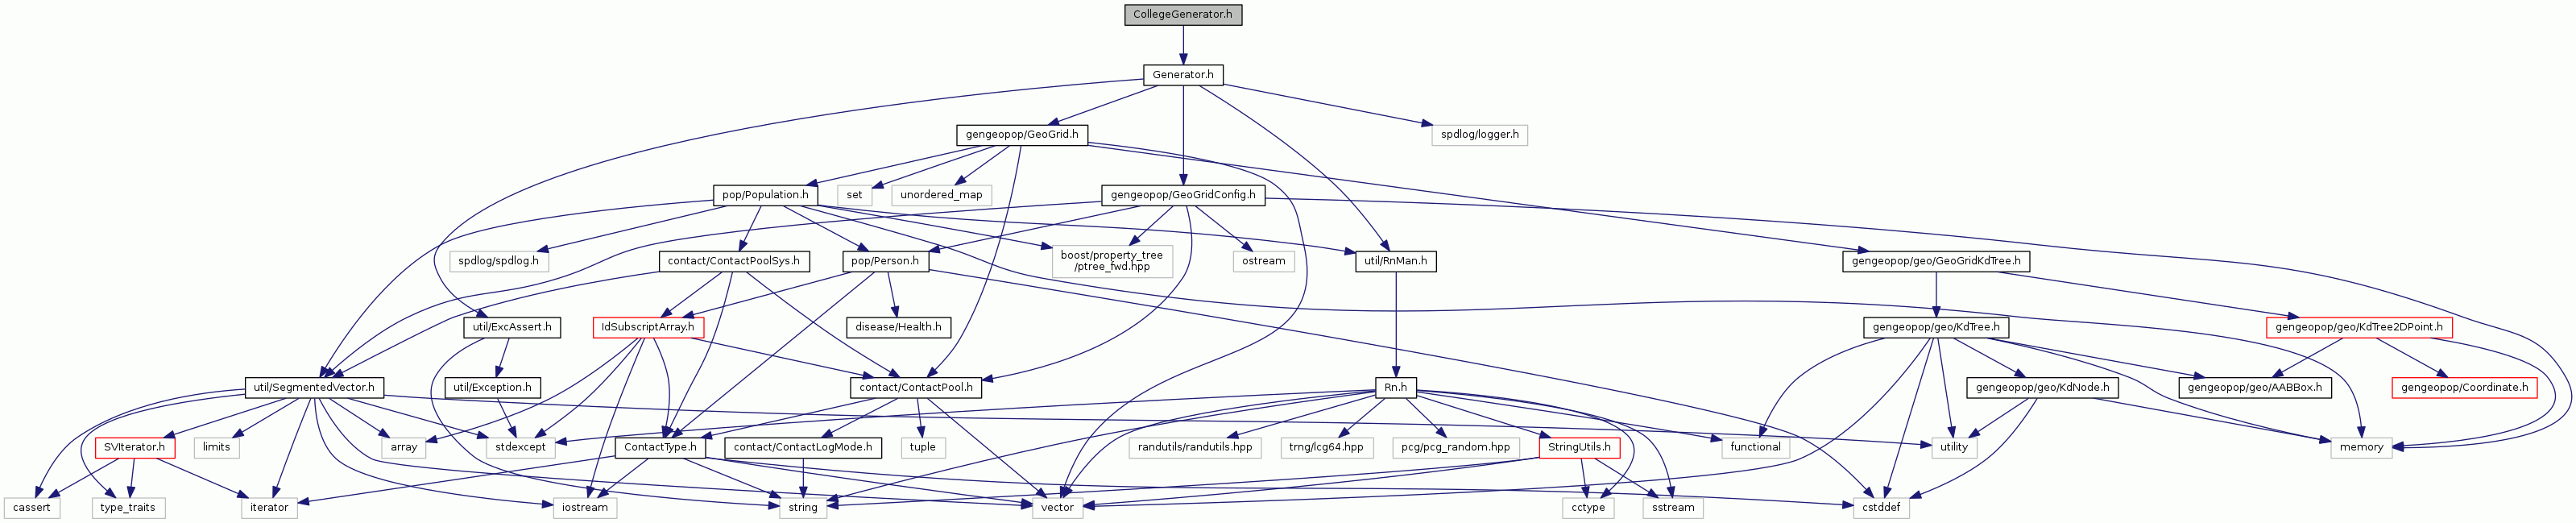 CollegeGenerator.h
Generator.h
gengeopop/GeoGrid.h
spdlog/logger.h
pop/Population.h
set
unordered_map
gengeopop/GeoGridConfig.h
spdlog/spdlog.h
contact/ContactPoolSys.h
pop/Person.h
boost/property_tree
/ptree_fwd.hpp
ostream
util/RnMan.h
gengeopop/geo/GeoGridKdTree.h
util/ExcAssert.h
IdSubscriptArray.h
disease/Health.h
gengeopop/geo/KdTree.h
gengeopop/geo/KdTree2DPoint.h
util/SegmentedVector.h
util/Exception.h
contact/ContactPool.h
Rn.h
gengeopop/geo/KdNode.h
gengeopop/geo/AABBox.h
gengeopop/Coordinate.h
SVIterator.h
limits
array
stdexcept
ContactType.h
contact/ContactLogMode.h
tuple
randutils/randutils.hpp
trng/lcg64.hpp
pcg/pcg_random.hpp
StringUtils.h
functional
utility
memory
cassert
type_traits
iterator
iostream
string
vector
cctype
sstream
cstddef